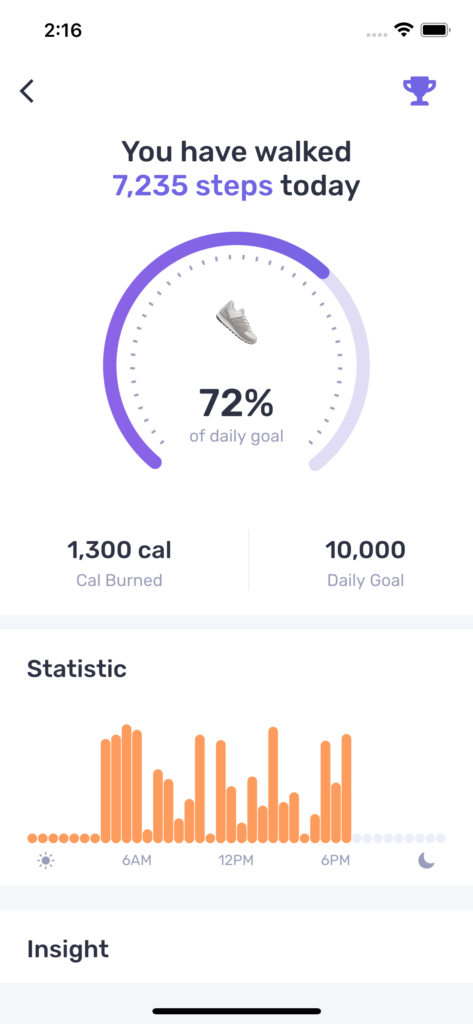 2:16
You have walked
7,235 steps today
72%
of daily goal
1,300 cal
Cal Burned
10,000
Daily Goal
Statistic
6AM 12PM 6PM
Insight